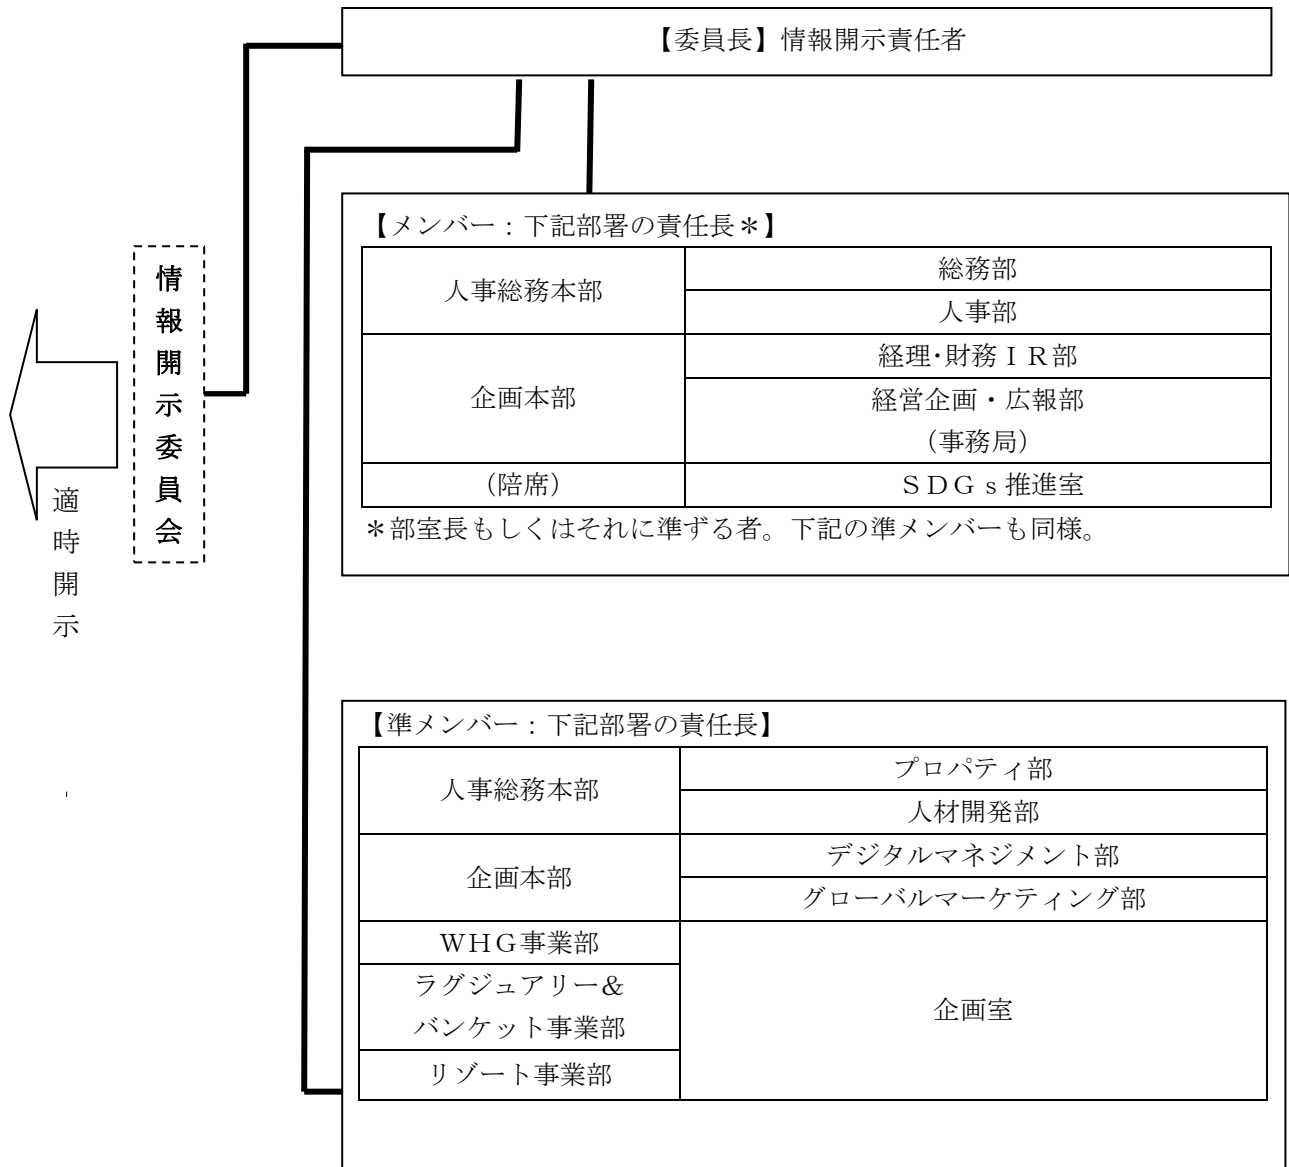 【委員長】情報開示責任者
情報開示委員会
適時開示
【メンバー：下記部署の責任長＊】
人事総務本部
総務部
人事部
企画本部
経理･財務ＩＲ部
経営企画・広報部
（事務局）
（陪席）
ＳＤＧｓ推進室
＊部室長もしくはそれに準ずる者。下記の準メンバーも同様。
【準メンバー：下記部署の責任長】
人事総務本部
プロパティ部
人材開発部
企画本部
デジタルマネジメント部
グローバルマーケティング部
ＷＨＧ事業部
ラグジュアリー＆
バンケット事業部
リゾート事業部
企画室